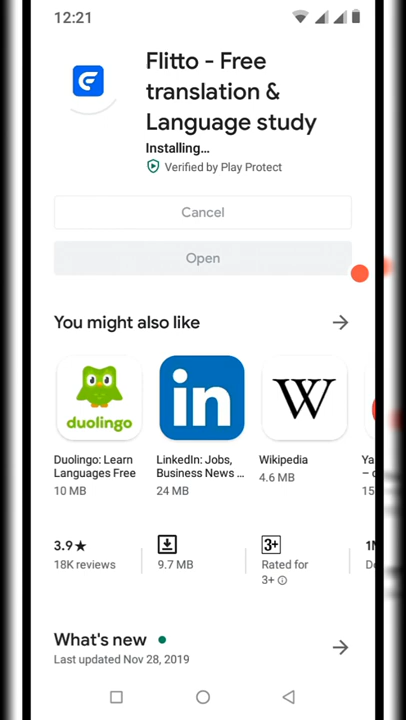 12:21
Flitto - Free
translation &
Language study
Installing...
Verified by Play Protect
Cancel
Open
You might also like
duolingo
in
W
Duolingo: Learn
Languages Free
10 MB
LinkedIn: Jobs,
Business News ...
24 MB
Wikipedia
4.6 MB
3.9★
18K reviews
9.7 MB
3+
Rated for
3+
What's new
Last updated Nov 28, 2019